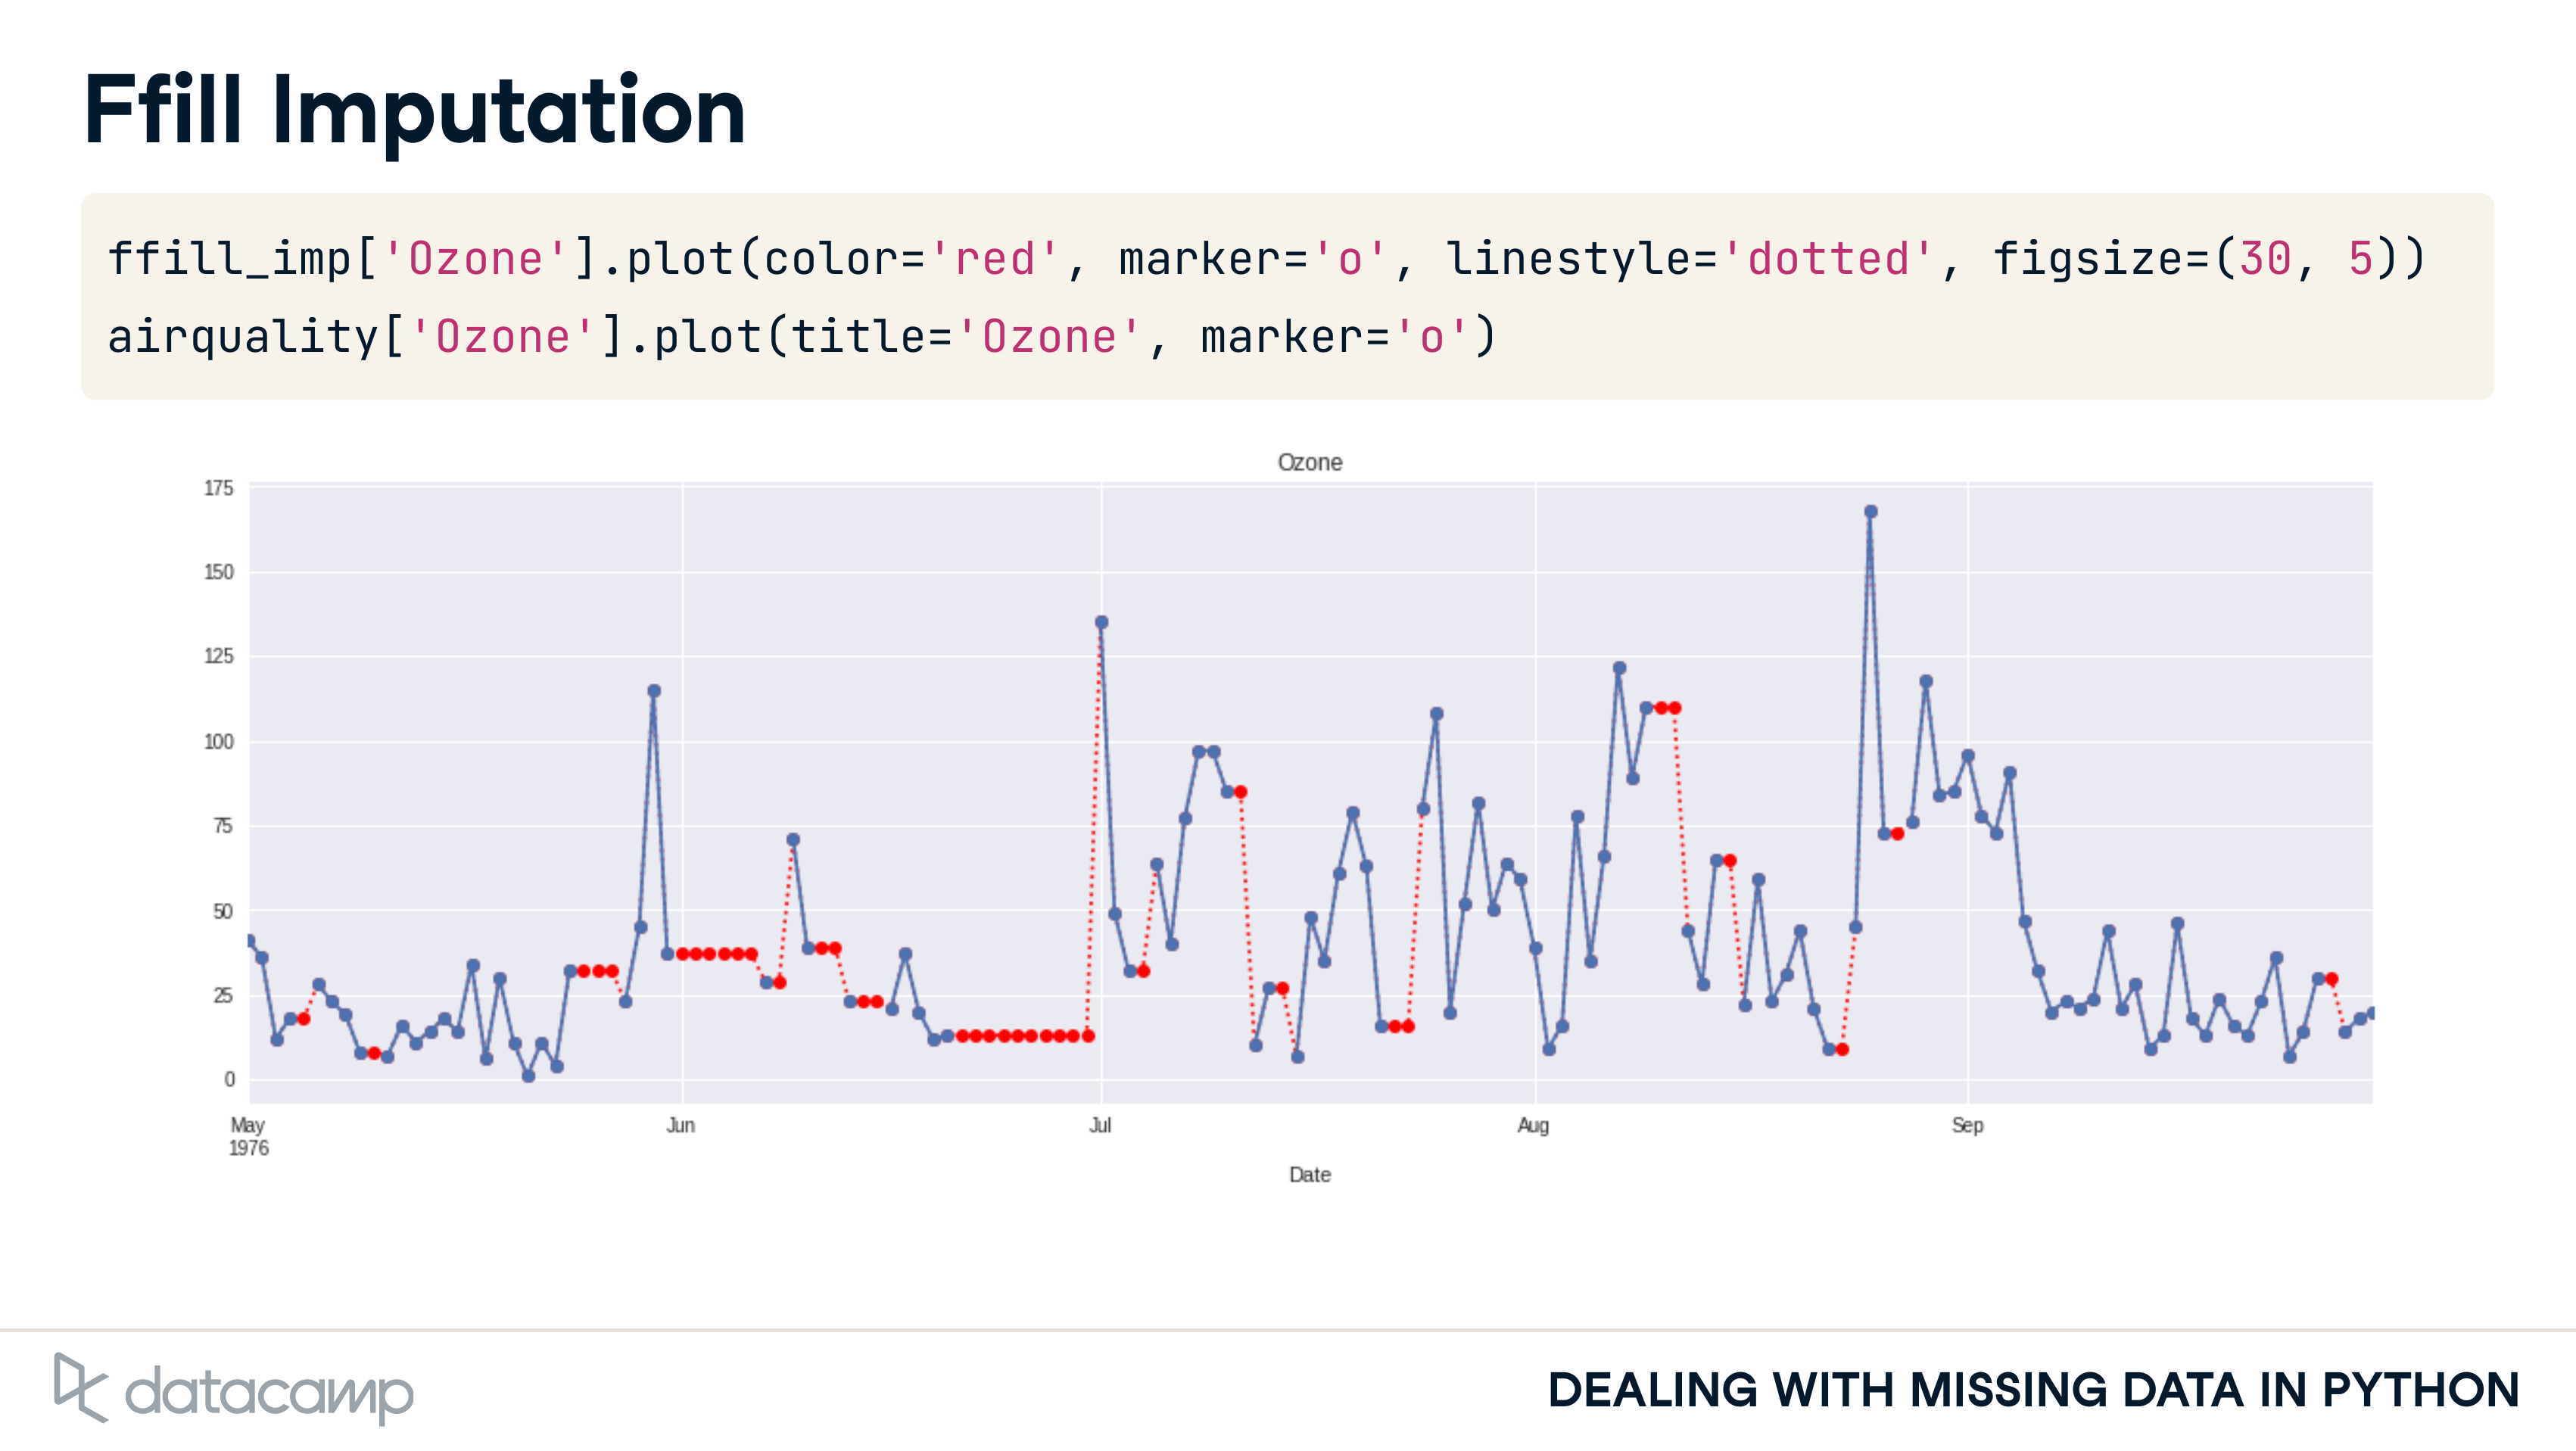 Ffill Imputation
ffill_imp['Ozone'].plot(color='red', marker='o', linestyle='dotted', figsize=(30, 5))
airquality['Ozone'].plot(title='Ozone', marker='o')
Ozone
175
150
125
100
75
50
25
0
May Jun Jul Aug Sep
1976
Date
datacamp
DEALING WITH MISSING DATA IN PYTHON